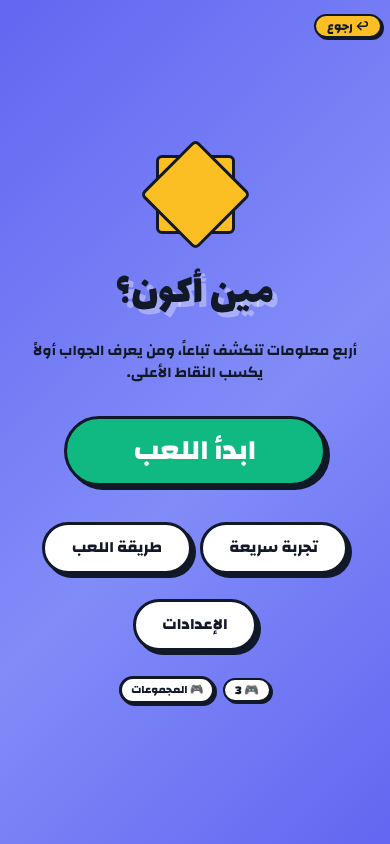 ↩ رجوع
مين أكون؟
أربع معلومات تنكشف تباعاً، ومن يعرف الجواب أولاً
يكسب النقاط الأعلى.
ابدأ اللعب
تجربة سريعة
طريقة اللعب
الإعدادات
🎮 3
🎮 المجموعات